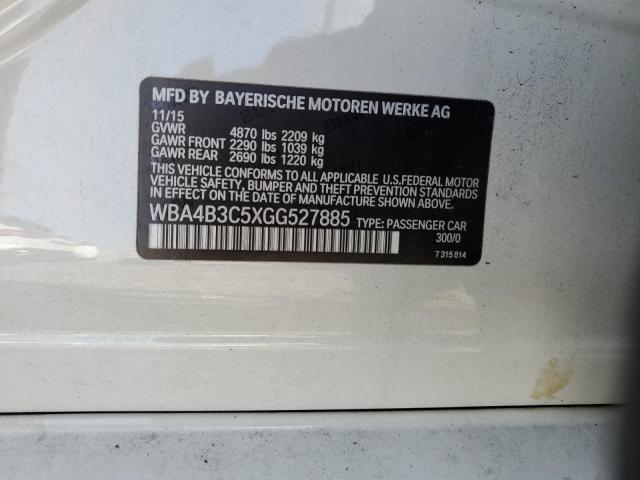 MFD BY BAYERISCHE MOTOREN WERKE AG
11/15
GVWR 4870 lbs 2209 kg
GAWR FRONT 2290 lbs 1039 kg
GAWR REAR 2690 lbs 1220 kg
THIS VEHICLE CONFORMS TO ALL APPLICABLE U.S.FEDERAL MOTOR
VEHICLE SAFETY, BUMPER AND THEFT PREVENTION STANDARDS
IN EFFECT ON THE DATE OF MANUFACTURE SHOWN ABOVE.
WBA4B3C5XGG527885 TYPE: PASSENGER CAR
300/0
7 315 814